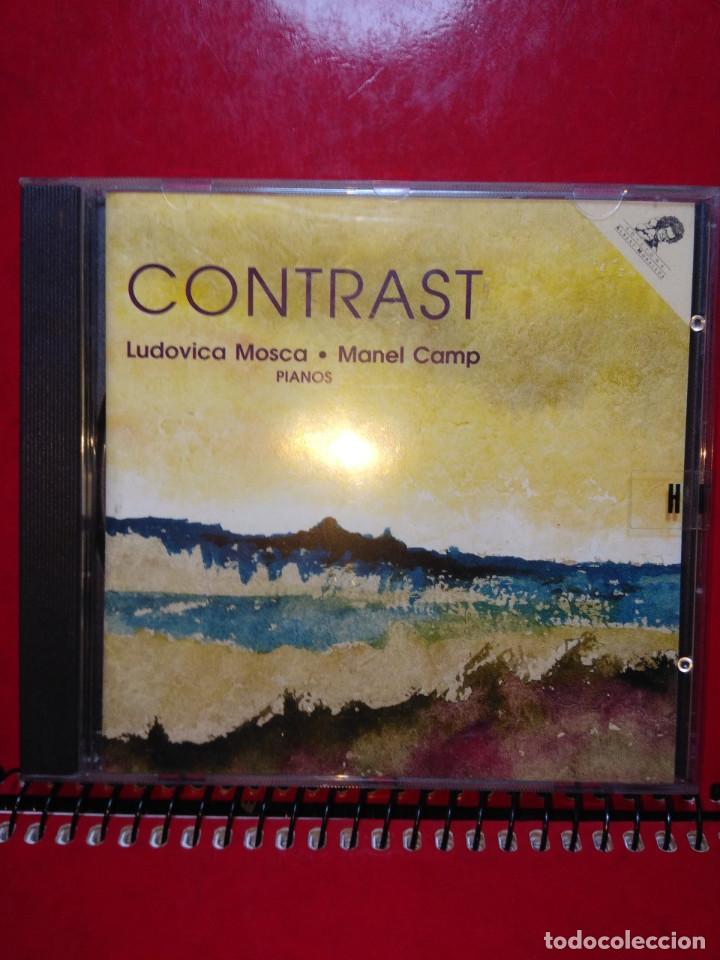 CONTRAST
Ludovica Mosca • Manel Camp
PIANOS
H
todocoleccion